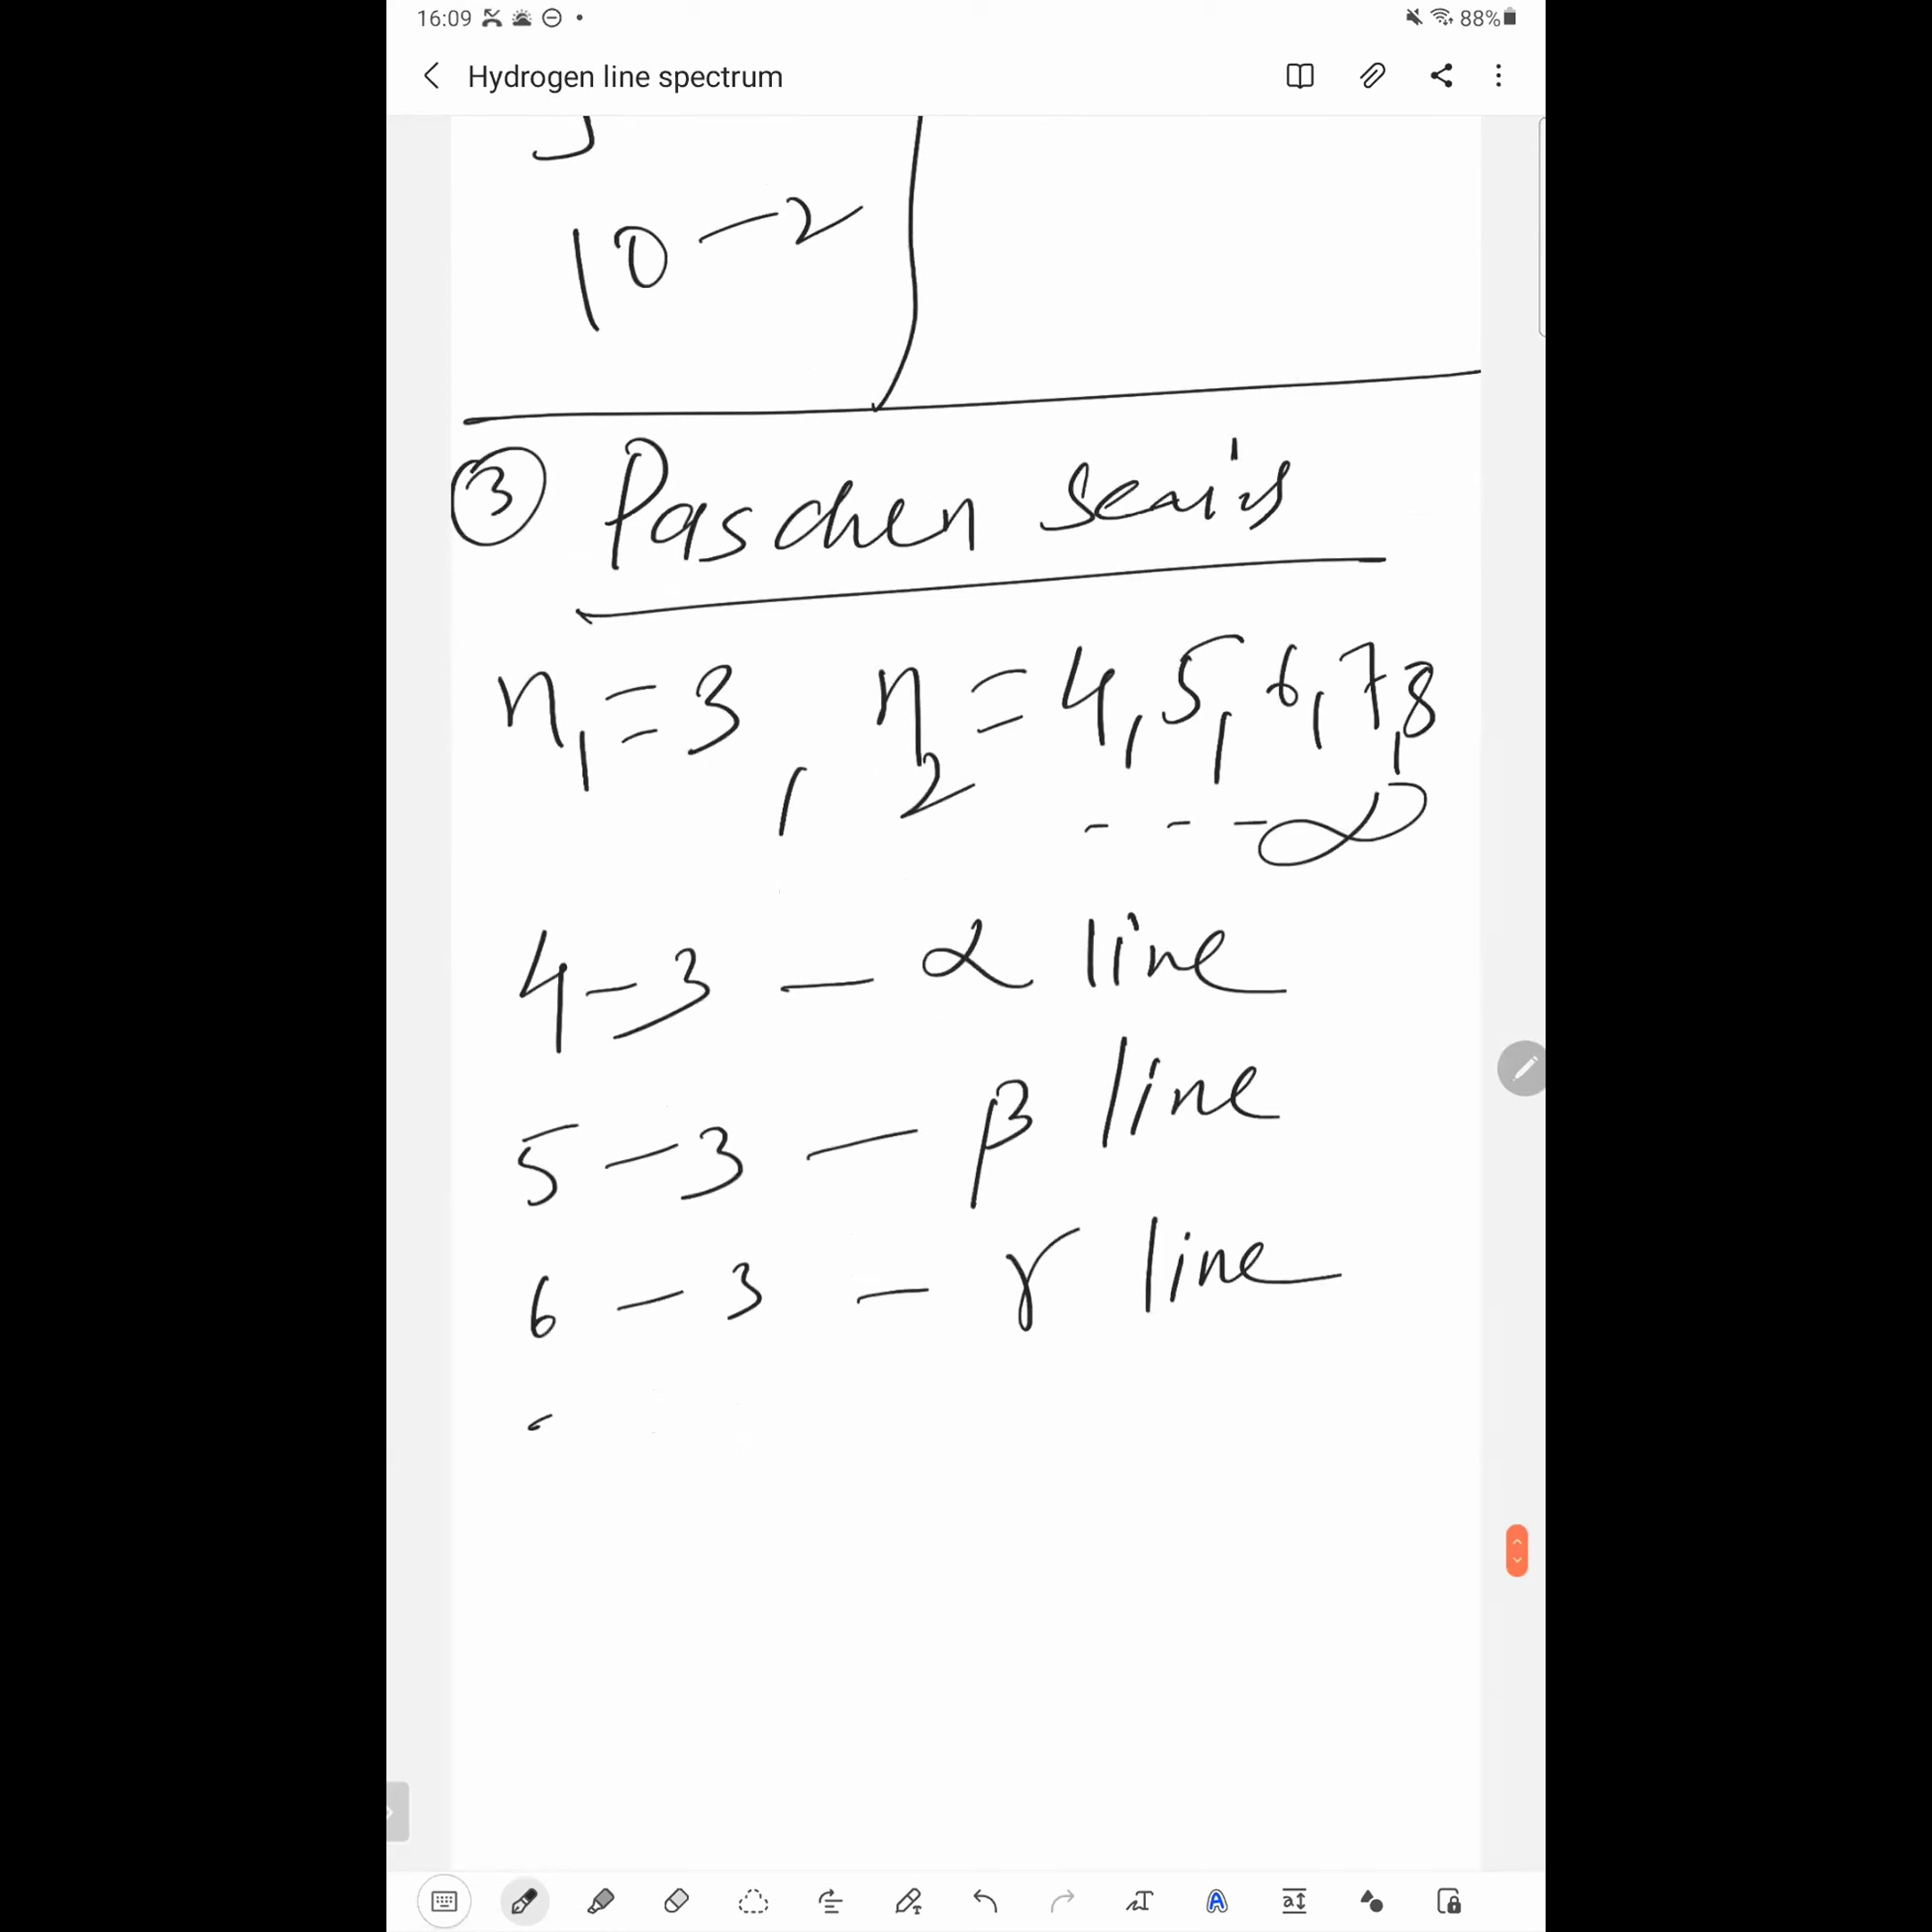 16:09 88%
Hydrogen line spectrum
10-2
③ Paschen series
n₁ = 3, n₂ = 4, 5, 6, 7, 8
- - - ∞
4-3 - α line
5-3 - β line
6-3 - γ line